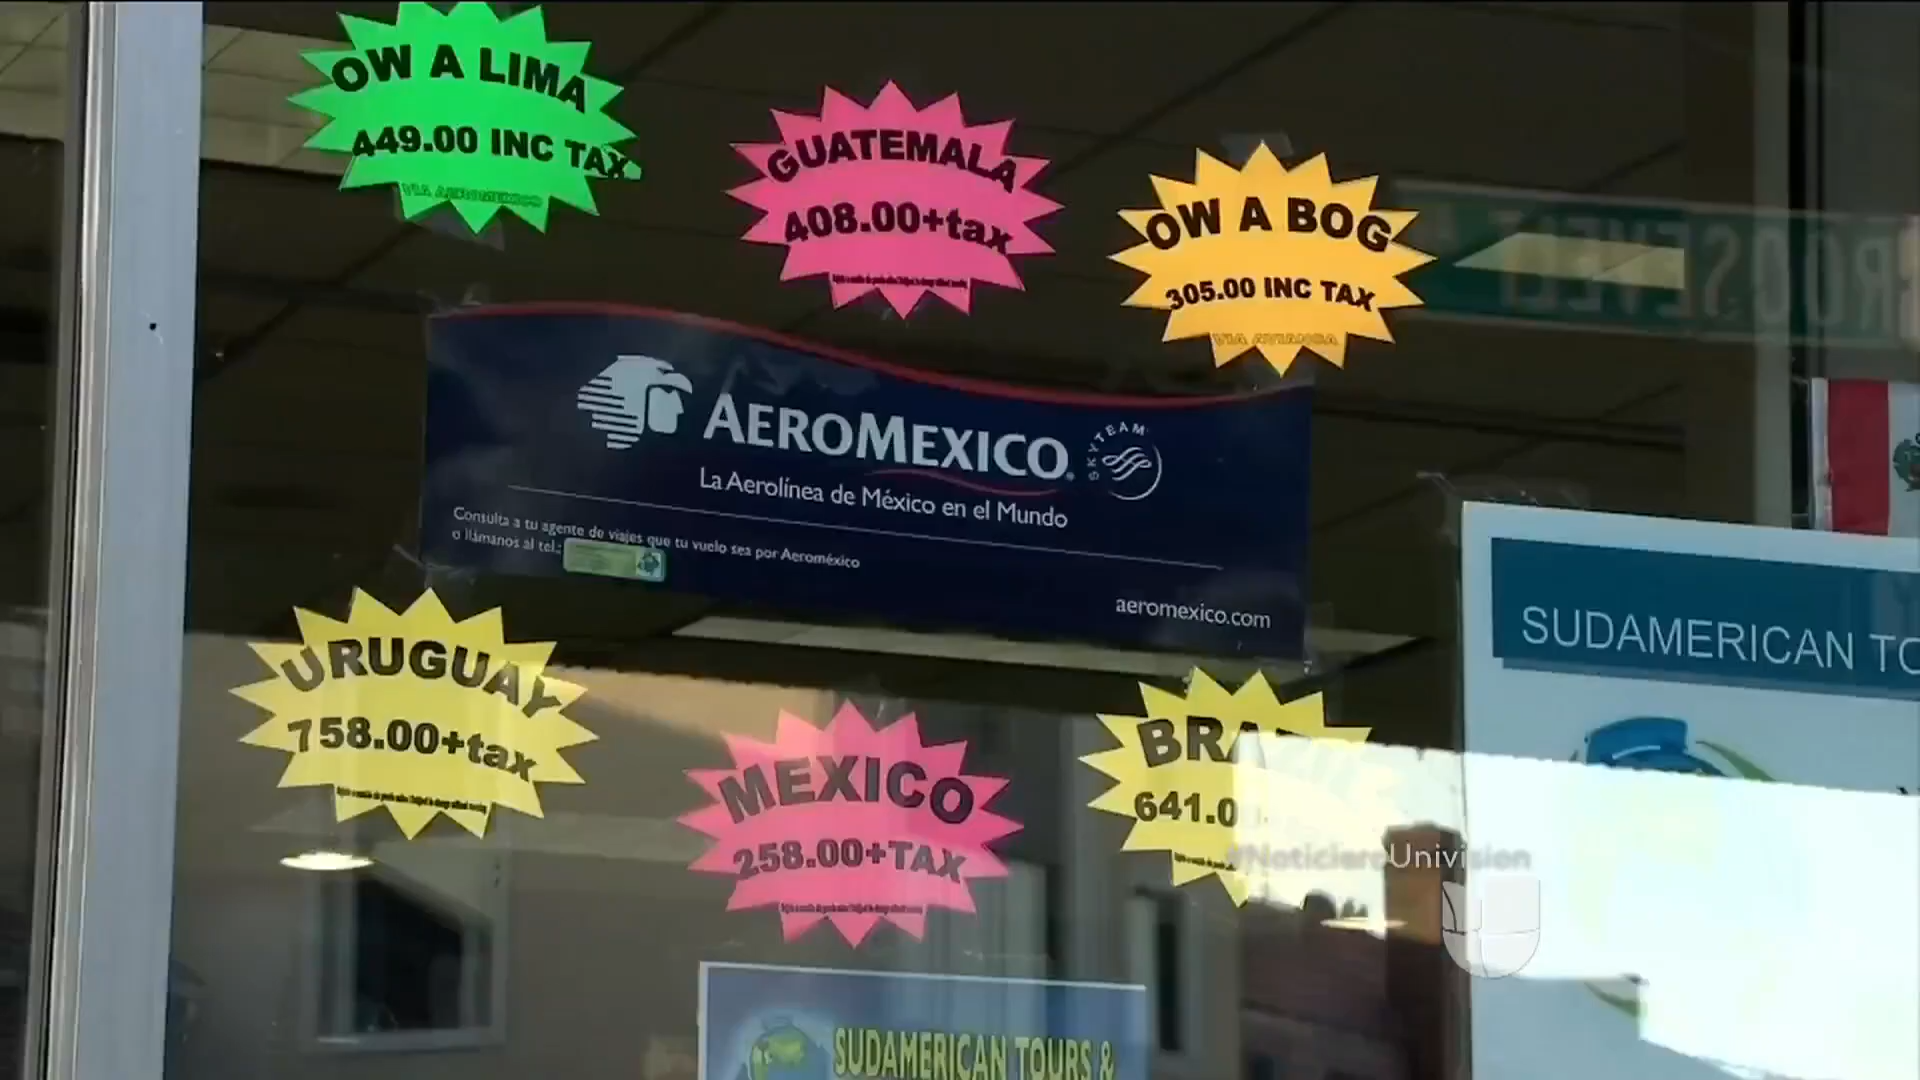 OW A LIMA
449.00 INC TAX
VIA AEROMEXICO
GUATEMALA
408.00+tax
OW A BOG
305.00 INC TAX
VIA AVIANCA
ROOSEVELT
AEROMEXICO
SKYTEAM
La Aerolínea de México en el Mundo
Consulta a tu agente de viajes que tu vuelo sea por Aeroméxico
o llámanos al tel.:
aeromexico.com
SUDAMERICAN
URUGUAY
758.00+tax
MEXICO
258.00+TAX
641.0
#NoticieroUnivision
SUDAMERICAN TOURS &